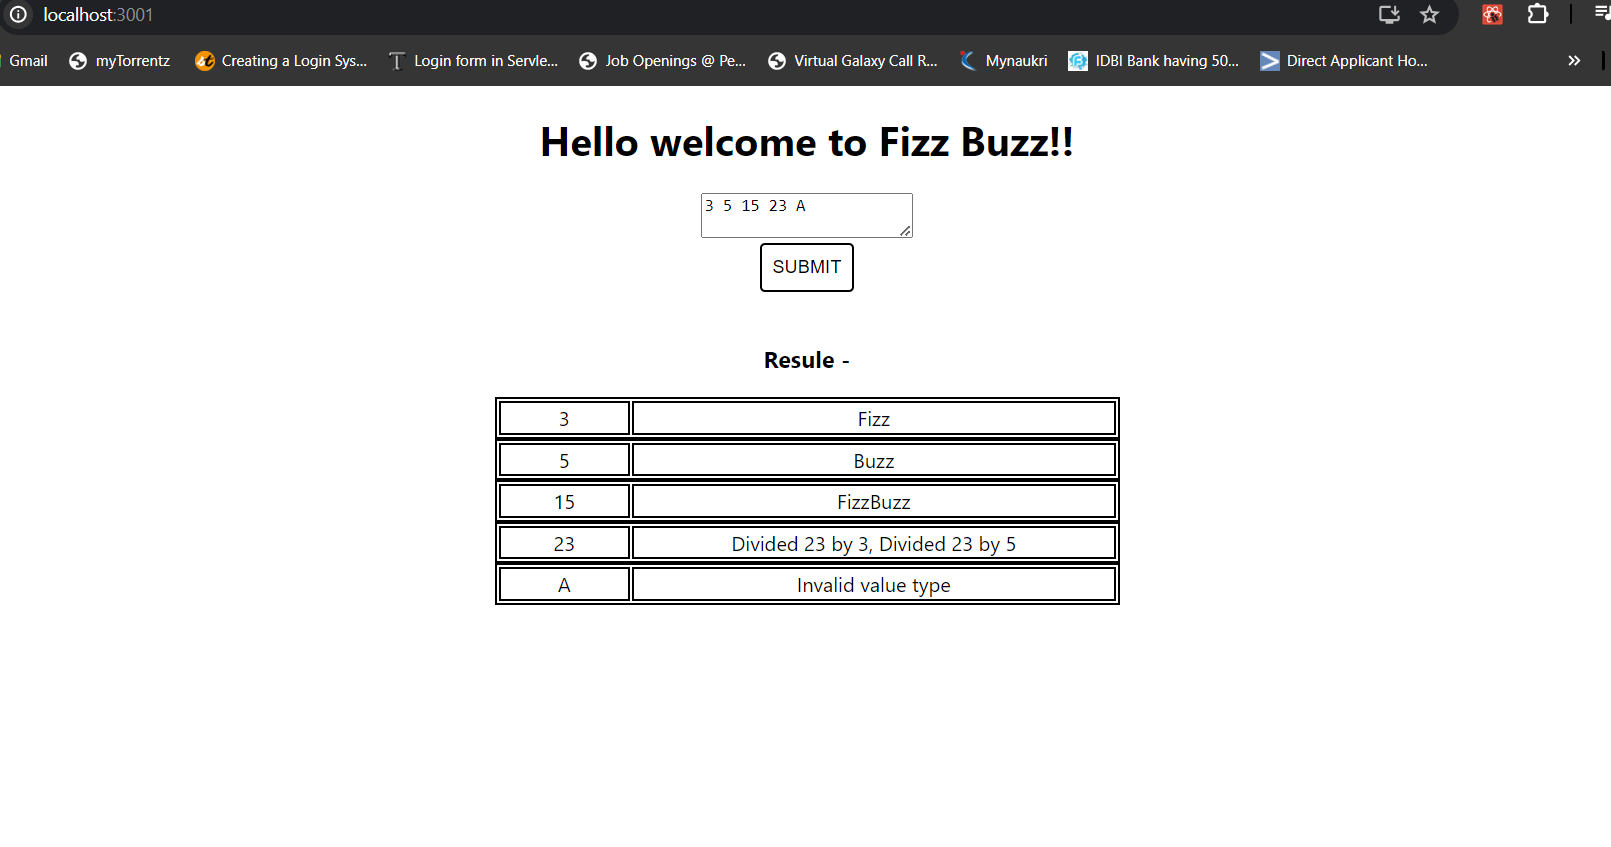 localhost:3001
Gmail myTorrentz Creating a Login Sys... Login form in Servle... Job Openings @ Pe... Virtual Galaxy Call R... Mynaukri IDBI Bank having 50... Direct Applicant Ho... »
Hello welcome to Fizz Buzz!!
3 5 15 23 A
SUBMIT
Resule -
3 Fizz
5 Buzz
15 FizzBuzz
23 Divided 23 by 3, Divided 23 by 5
A Invalid value type